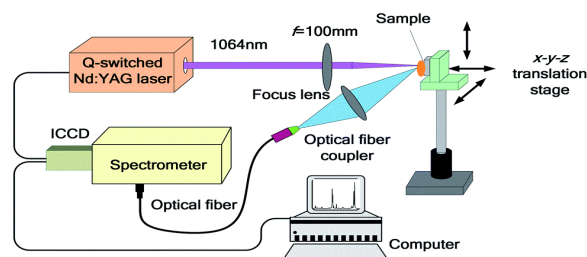 Q-switched
Nd:YAG laser
1064nm
f=100mm
Sample
x-y-z
translation
stage
Focus lens
Optical fiber
coupler
ICCD
Spectrometer
Optical fiber
Computer